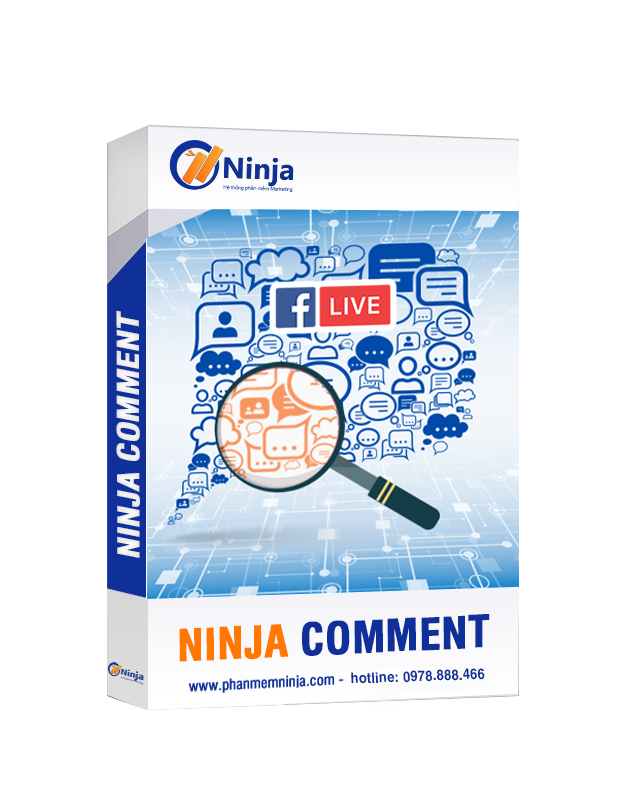 Ninja
Hệ thống phần mềm Marketing
f LIVE
NINJA COMMENT
NINJA COMMENT
www.phanmemninja.com - hotline: 0978.888.466
Ninja